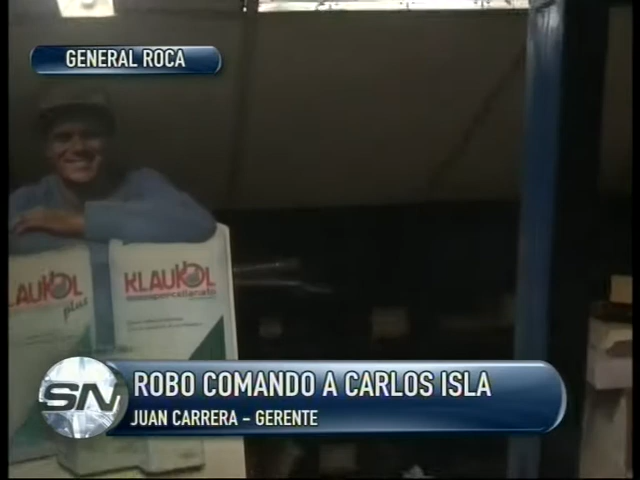 GENERAL ROCA
KLAUKOL
plus
KLAUKOL
SN
ROBO COMANDO A CARLOS ISLA
JUAN CARRERA - GERENTE